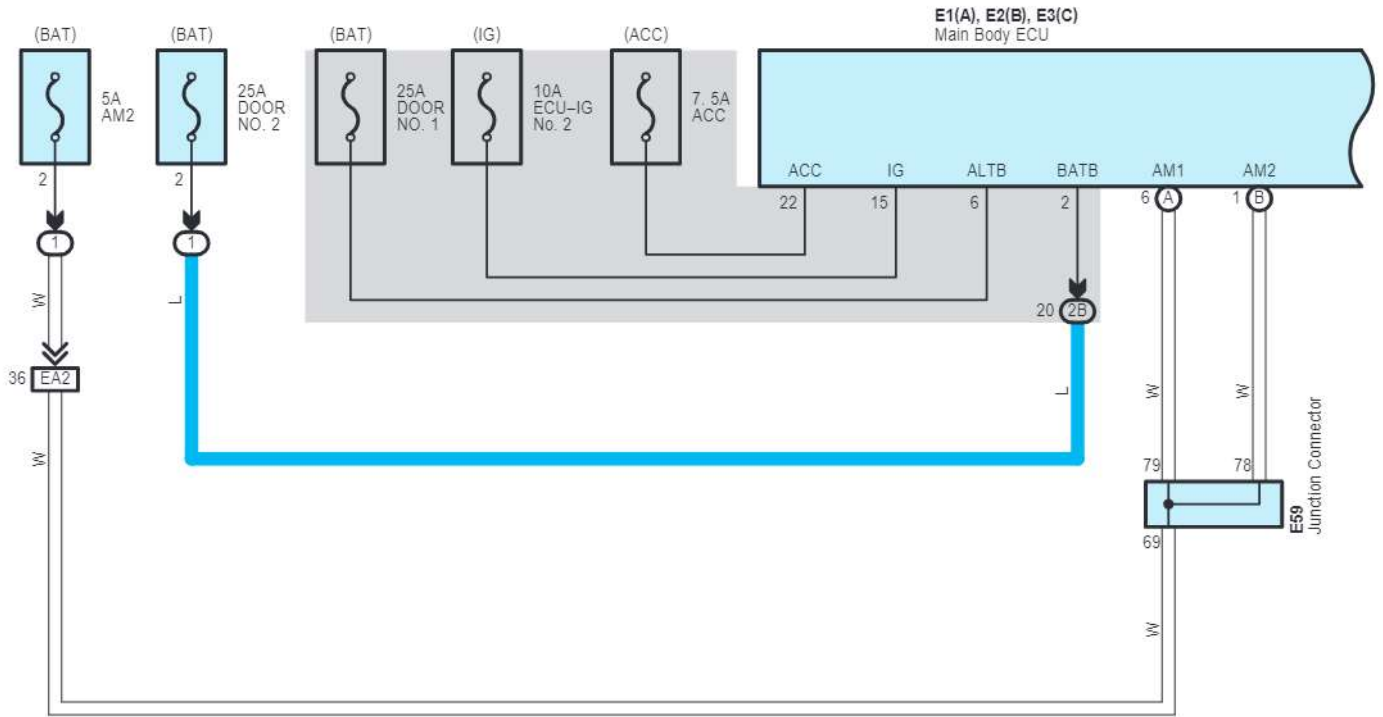 E1(A), E2(B), E3(C)
Main Body ECU
(BAT)
(BAT)
(BAT)
(IG)
(ACC)
5A
AM2
25A
DOOR
NO. 2
25A
DOOR
NO. 1
10A
ECU–IG
No. 2
7. 5A
ACC
ACC
IG
ALTB
BATB
AM1
AM2
2
2
22
15
6
2
6 A
1 B
1
1
W
L
20 2B
36 EA2
W
L
W
W
79
78
E59
Junction Connector
69
W